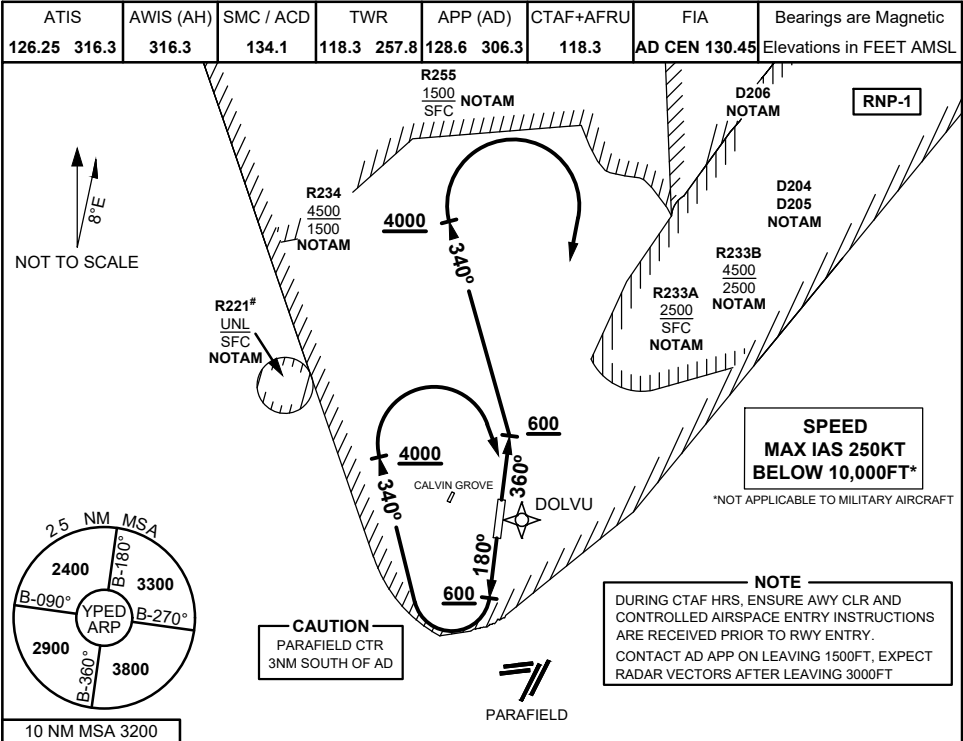 ATIS
126.25 316.3
AWIS (AH)
316.3
SMC / ACD
134.1
TWR
118.3 257.8
APP (AD)
128.6 306.3
CTAF+AFRU
118.3
FIA
AD CEN 130.45
Bearings are Magnetic
Elevations in FEET AMSL
R255
1500
SFC
NOTAM
D206
NOTAM
RNP-1
8°E
NOT TO SCALE
R234
4500
1500
NOTAM
4000
340°
D204
D205
NOTAM
R233B
4500
2500
NOTAM
R233A
2500
SFC
NOTAM
R221#
UNL
SFC
NOTAM
600
4000
340°
CALVIN GROVE
360°
DOLVU
180°
600
SPEED
MAX IAS 250KT
BELOW 10,000FT*
*NOT APPLICABLE TO MILITARY AIRCRAFT
25 NM MSA
2400
B-180°
3300
B-090°
YPED
ARP
B-270°
2900
B-360°
3800
10 NM MSA 3200
CAUTION
PARAFIELD CTR
3NM SOUTH OF AD
PARAFIELD
NOTE
DURING CTAF HRS, ENSURE AWY CLR AND
CONTROLLED AIRSPACE ENTRY INSTRUCTIONS
ARE RECEIVED PRIOR TO RWY ENTRY.
CONTACT AD APP ON LEAVING 1500FT, EXPECT
RADAR VECTORS AFTER LEAVING 3000FT